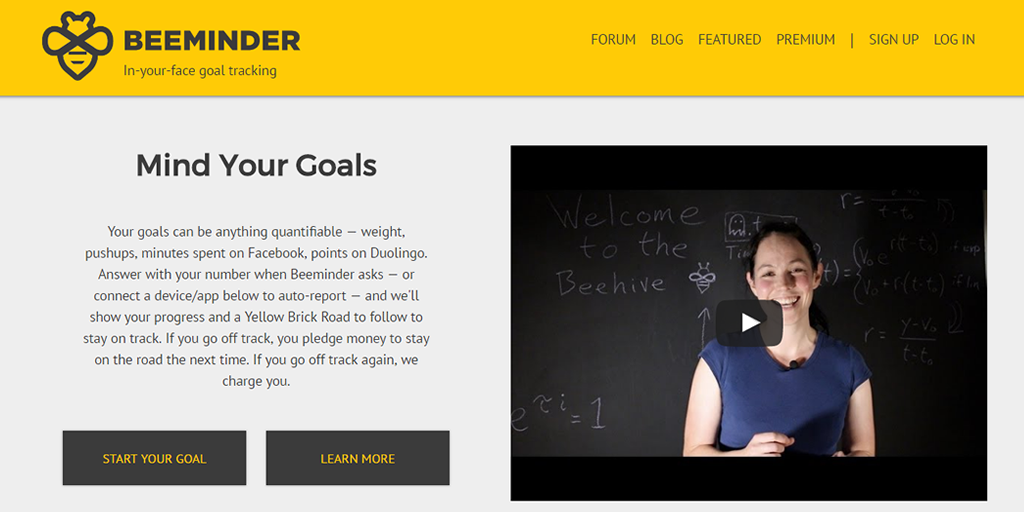 BEEMINDER
In-your-face goal tracking
FORUM BLOG FEATURED PREMIUM | SIGN UP LOG IN
Mind Your Goals
Your goals can be anything quantifiable — weight,
pushups, minutes spent on Facebook, points on Duolingo.
Answer with your number when Beeminder asks — or
connect a device/app below to auto-report — and we'll
show your progress and a Yellow Brick Road to follow to
stay on track. If you go off track, you pledge money to stay
on the road the next time. If you go off track again, we
charge you.
START YOUR GOAL
LEARN MORE
Welcome
to the
Beehive
e^τi = 1
r = y-v₀
t-t₀